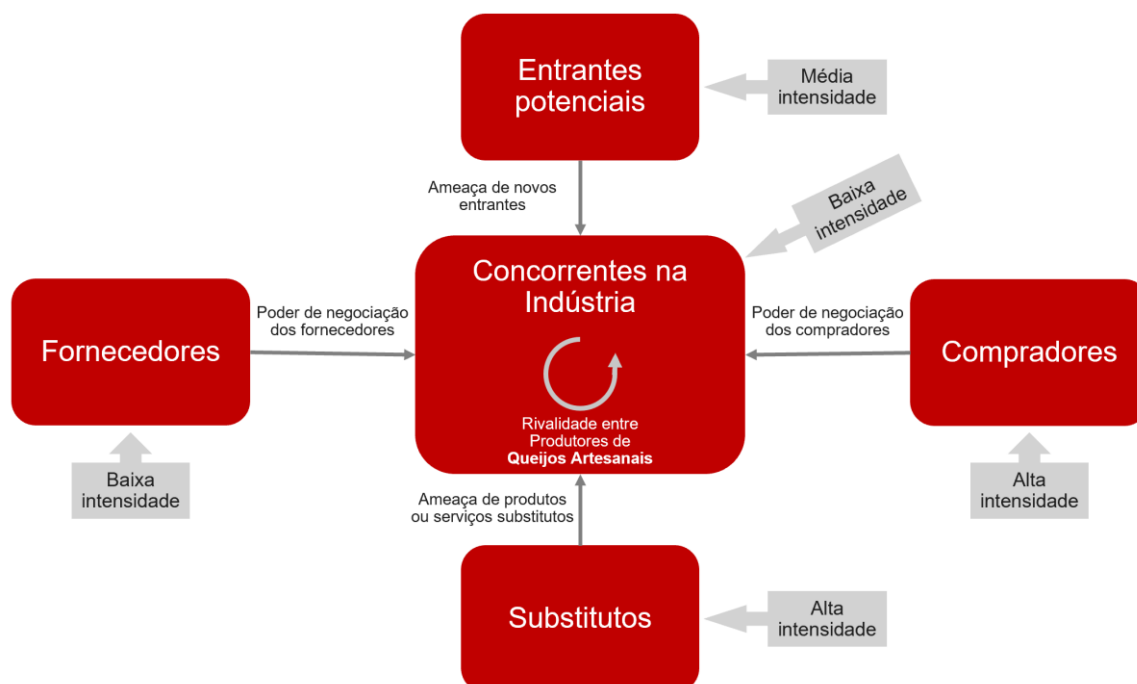 Entrantes
potenciais
Média
intensidade
Ameaça de novos
entrantes
Baixa
intensidade
Concorrentes na
Indústria
Poder de negociação
dos fornecedores
Poder de negociação
dos compradores
Fornecedores
Compradores
Rivalidade entre
Produtores de
Queijos Artesanais
Baixa
intensidade
Alta
intensidade
Ameaça de produtos
ou serviços substitutos
Substitutos
Alta
intensidade